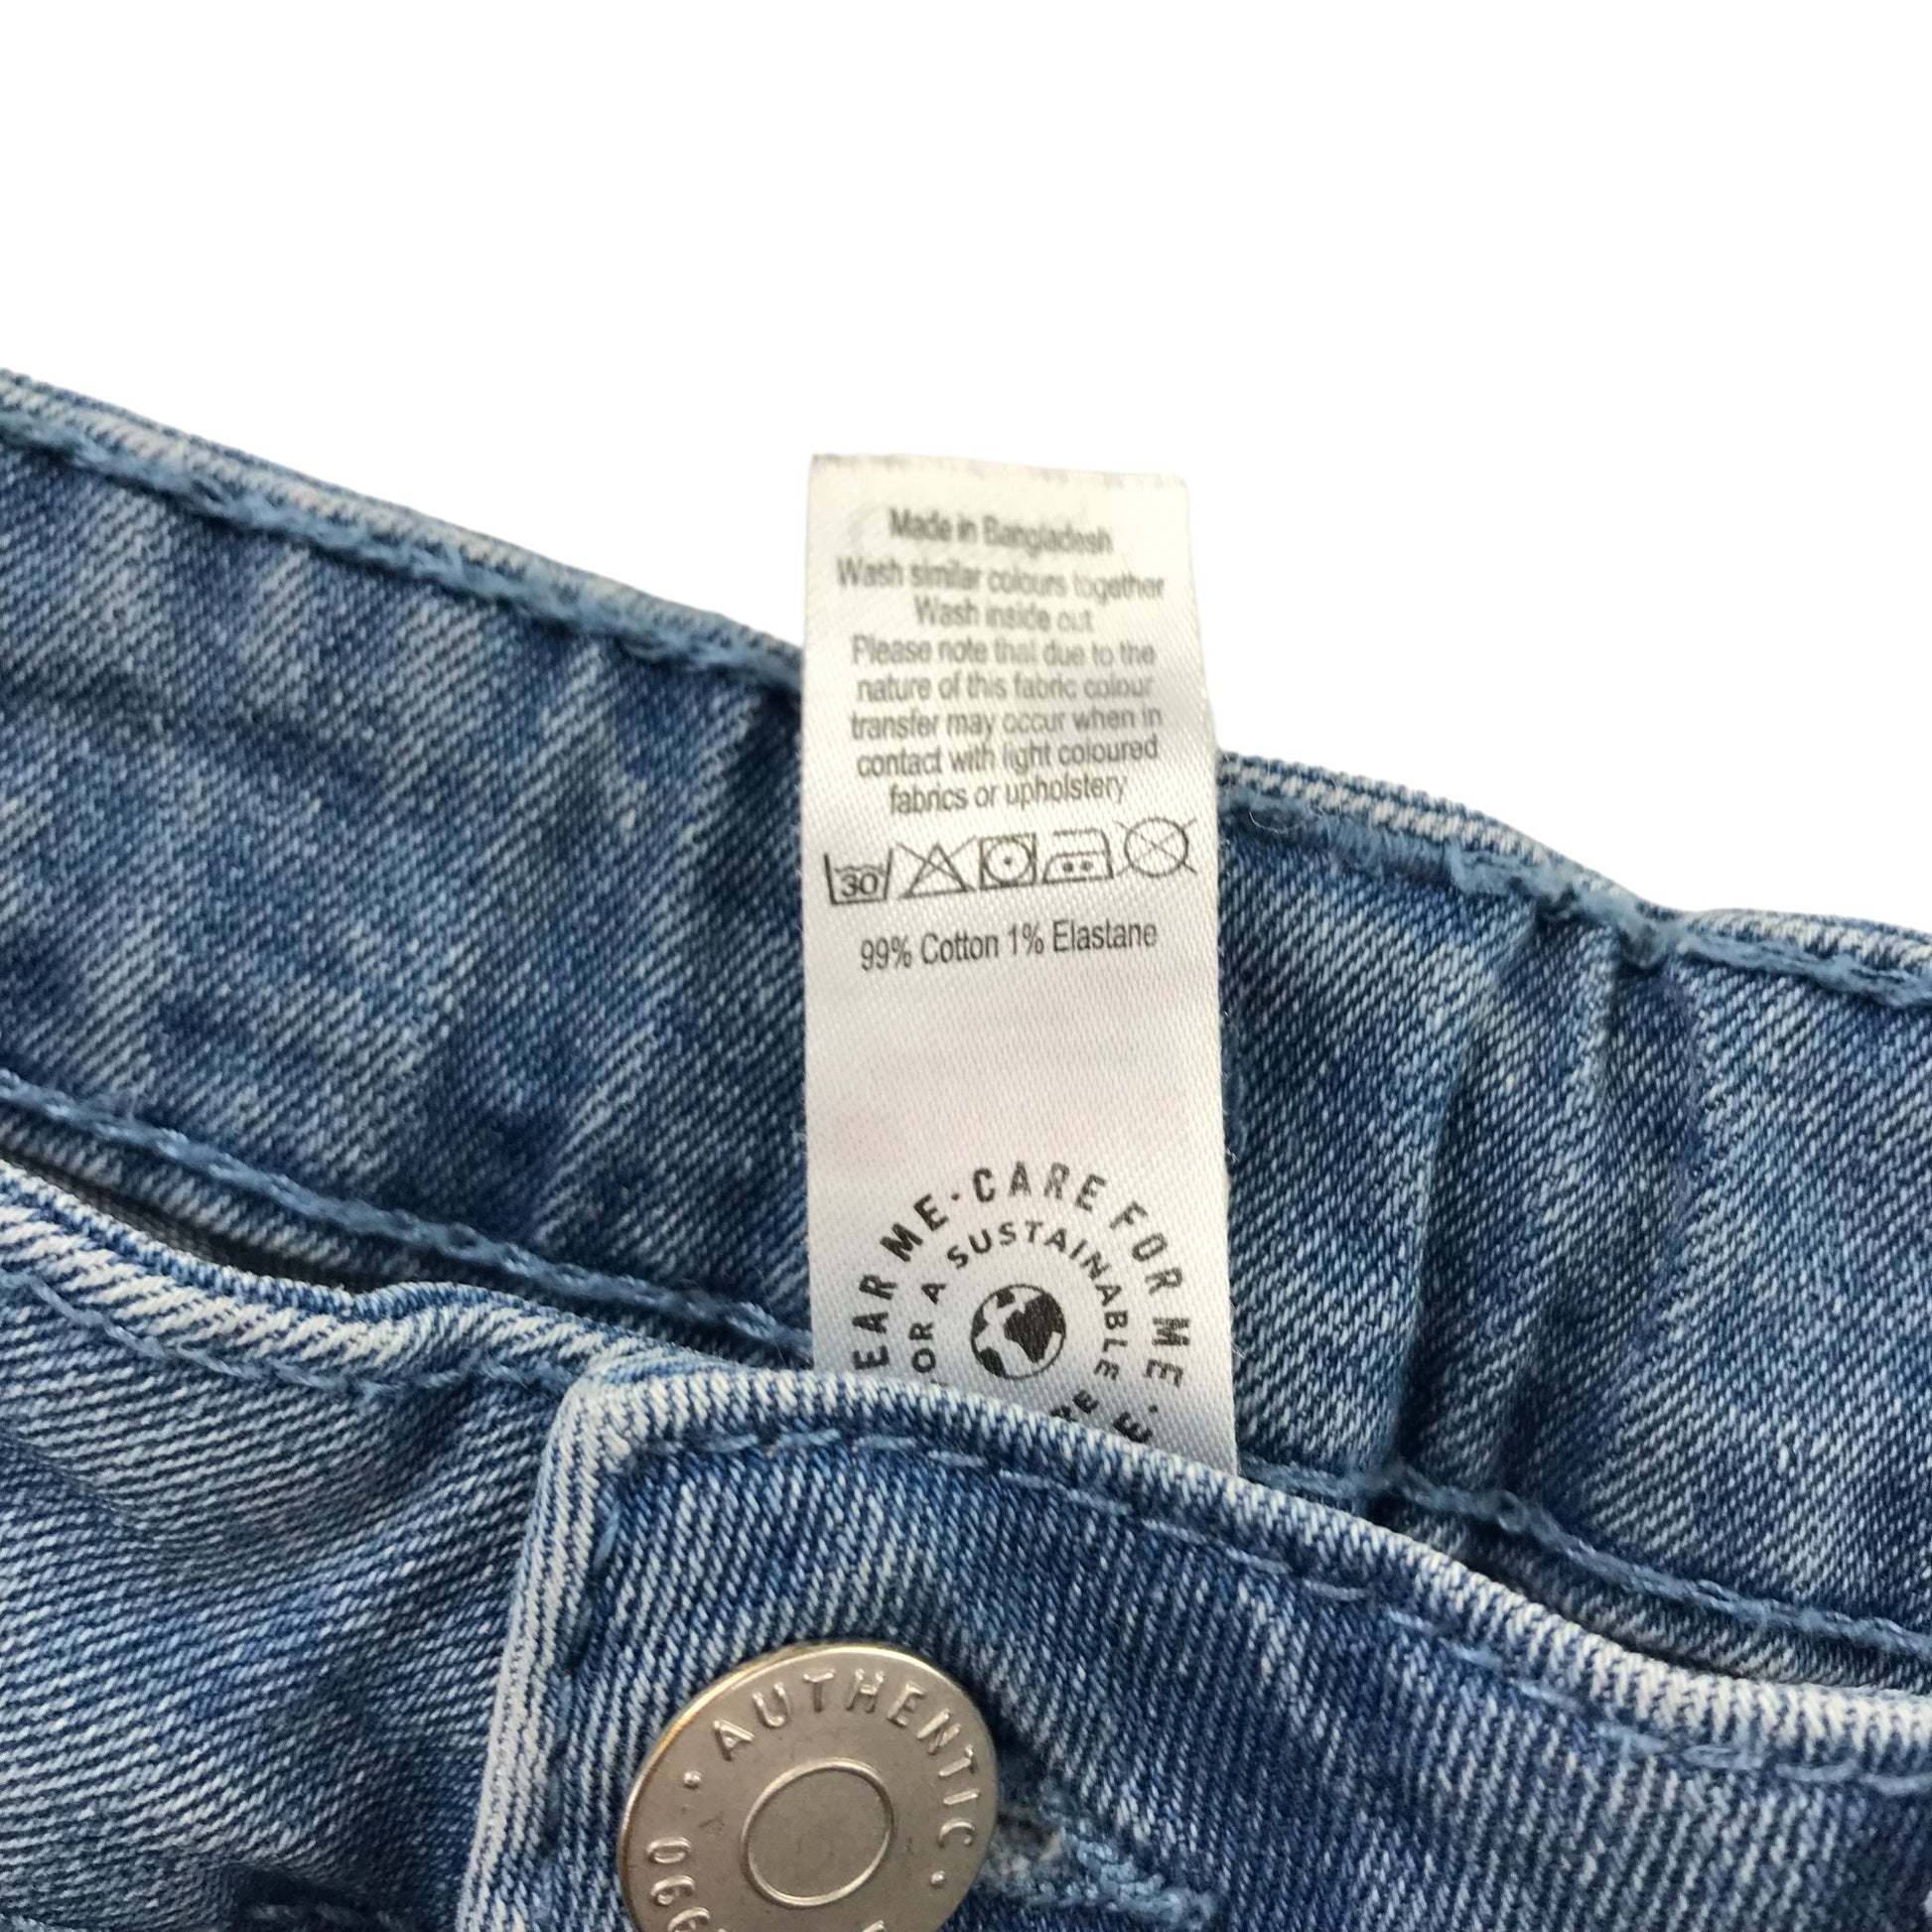 Made in Bangladesh
Wash similar colours together
Wash inside out
Please note that due to the
nature of this fabric colour
transfer may occur when in
contact with light coloured
fabrics or upholstery
30
99% Cotton 1% Elastane
EAR ME · CARE FOR ME ·
FOR A SUSTAINABLE
· AUTHENTIC ·